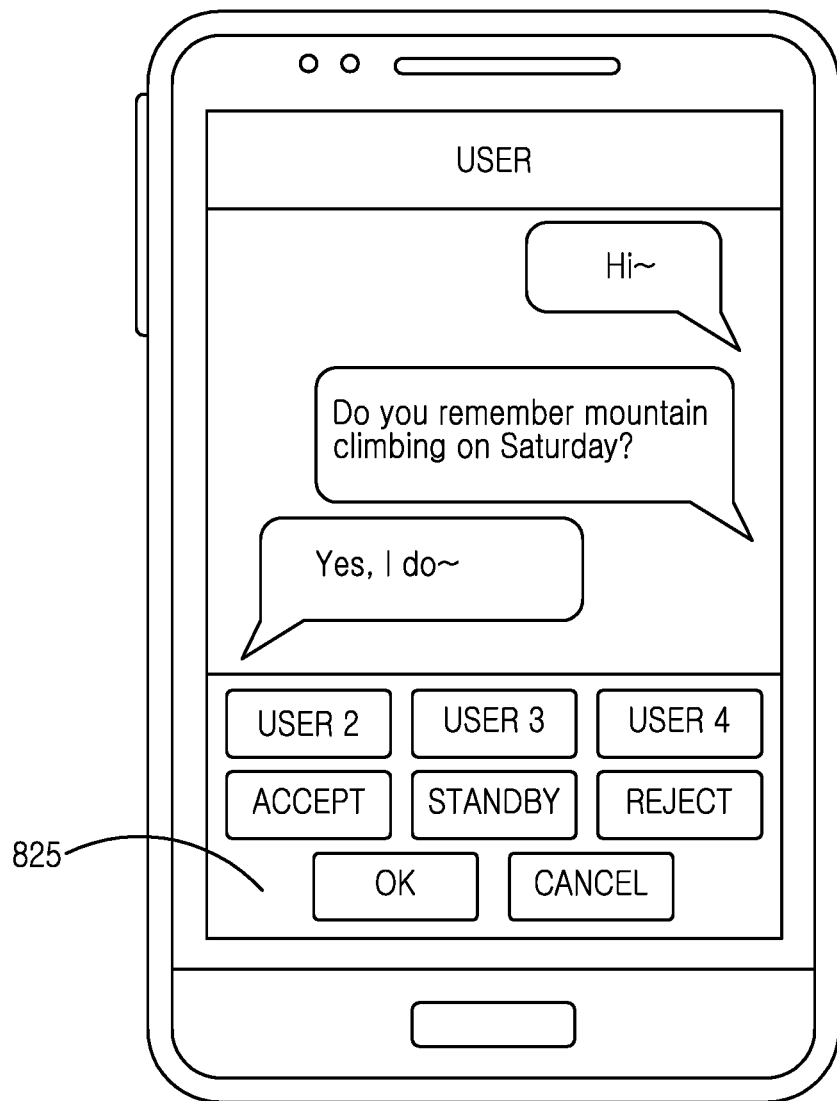 USER
Hi~
Do you remember mountain
climbing on Saturday?
Yes, I do~
USER 2
USER 3
USER 4
ACCEPT
STANDBY
REJECT
825
OK
CANCEL